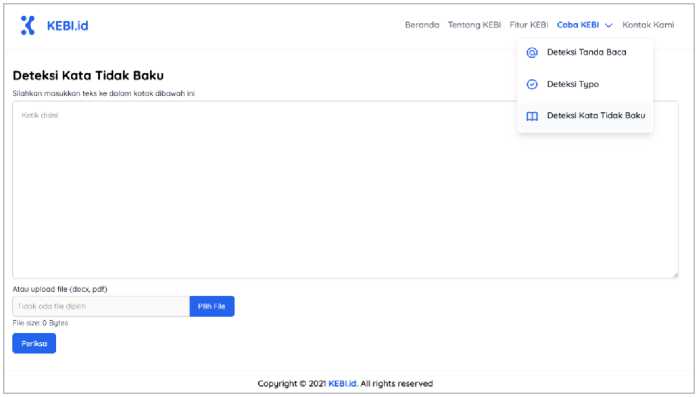 KEBI.id
Beranda Tentang KEBI Fitur KEBI Coba KEBI Kontak Kami
Deteksi Tanda Baca
Deteksi Typo
Deteksi Kata Tidak Baku
Deteksi Kata Tidak Baku
Silahkan masukkan teks ke dalam kotak dibawah ini
Ketik disini
Atau upload file (docx, pdf)
Tidak ada file dipilih
Pilih File
File size: 0 Bytes
Periksa
Copyright © 2021 KEBI.id. All rights reserved